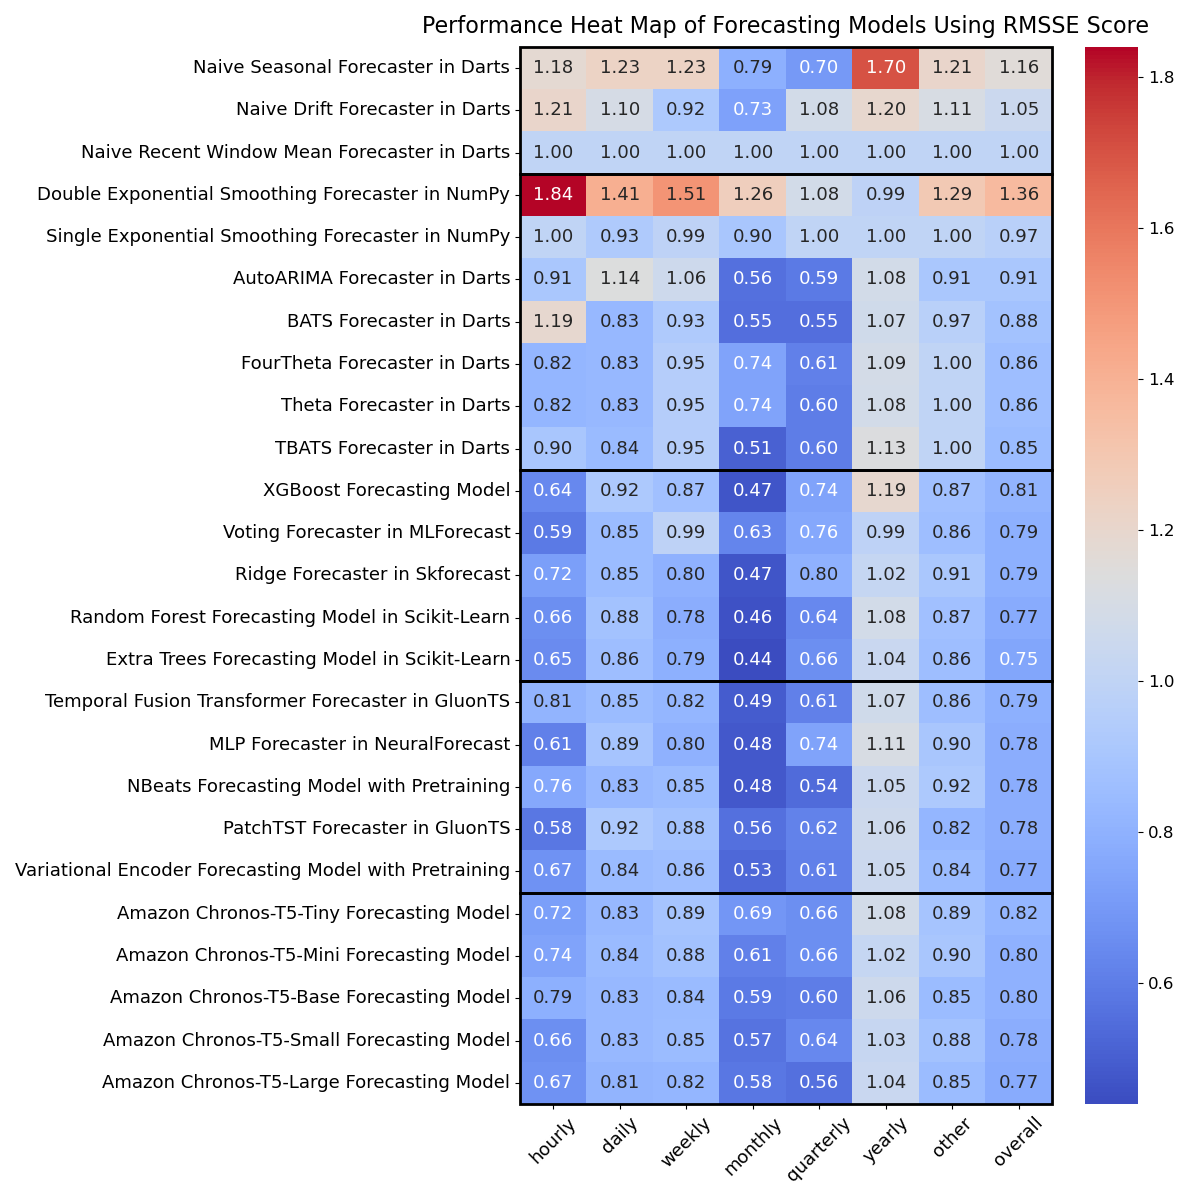 Performance Heat Map of Forecasting Models Using RMSSE Score
Naive Seasonal Forecaster in Darts 1.18 1.23 1.23 0.79 0.70 1.70 1.21 1.16
Naive Drift Forecaster in Darts 1.21 1.10 0.92 0.73 1.08 1.20 1.11 1.05
Naive Recent Window Mean Forecaster in Darts 1.00 1.00 1.00 1.00 1.00 1.00 1.00 1.00
Double Exponential Smoothing Forecaster in NumPy 1.84 1.41 1.51 1.26 1.08 0.99 1.29 1.36
Single Exponential Smoothing Forecaster in NumPy 1.00 0.93 0.99 0.90 1.00 1.00 1.00 0.97
AutoARIMA Forecaster in Darts 0.91 1.14 1.06 0.56 0.59 1.08 0.91 0.91
BATS Forecaster in Darts 1.19 0.83 0.93 0.55 0.55 1.07 0.97 0.88
FourTheta Forecaster in Darts 0.82 0.83 0.95 0.74 0.61 1.09 1.00 0.86
Theta Forecaster in Darts 0.82 0.83 0.95 0.74 0.60 1.08 1.00 0.86
TBATS Forecaster in Darts 0.90 0.84 0.95 0.51 0.60 1.13 1.00 0.85
XGBoost Forecasting Model 0.64 0.92 0.87 0.47 0.74 1.19 0.87 0.81
Voting Forecaster in MLForecast 0.59 0.85 0.99 0.63 0.76 0.99 0.86 0.79
Ridge Forecaster in Skforecast 0.72 0.85 0.80 0.47 0.80 1.02 0.91 0.79
Random Forest Forecasting Model in Scikit-Learn 0.66 0.88 0.78 0.46 0.64 1.08 0.87 0.77
Extra Trees Forecasting Model in Scikit-Learn 0.65 0.86 0.79 0.44 0.66 1.04 0.86 0.75
Temporal Fusion Transformer Forecaster in GluonTS 0.81 0.85 0.82 0.49 0.61 1.07 0.86 0.79
MLP Forecaster in NeuralForecast 0.61 0.89 0.80 0.48 0.74 1.11 0.90 0.78
NBeats Forecasting Model with Pretraining 0.76 0.83 0.85 0.48 0.54 1.05 0.92 0.78
PatchTST Forecaster in GluonTS 0.58 0.92 0.88 0.56 0.62 1.06 0.82 0.78
Variational Encoder Forecasting Model with Pretraining 0.67 0.84 0.86 0.53 0.61 1.05 0.84 0.77
Amazon Chronos-T5-Tiny Forecasting Model 0.72 0.83 0.89 0.69 0.66 1.08 0.89 0.82
Amazon Chronos-T5-Mini Forecasting Model 0.74 0.84 0.88 0.61 0.66 1.02 0.90 0.80
Amazon Chronos-T5-Base Forecasting Model 0.79 0.83 0.84 0.59 0.60 1.06 0.85 0.80
Amazon Chronos-T5-Small Forecasting Model 0.66 0.83 0.85 0.57 0.64 1.03 0.88 0.78
Amazon Chronos-T5-Large Forecasting Model 0.67 0.81 0.82 0.58 0.56 1.04 0.85 0.77
hourly daily weekly monthly quarterly yearly other overall
1.8
1.6
1.4
1.2
1.0
0.8
0.6